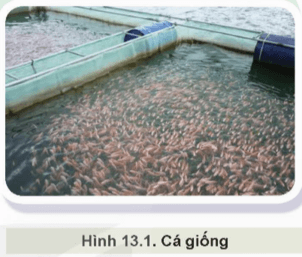 Hình 13.1. Cá giống